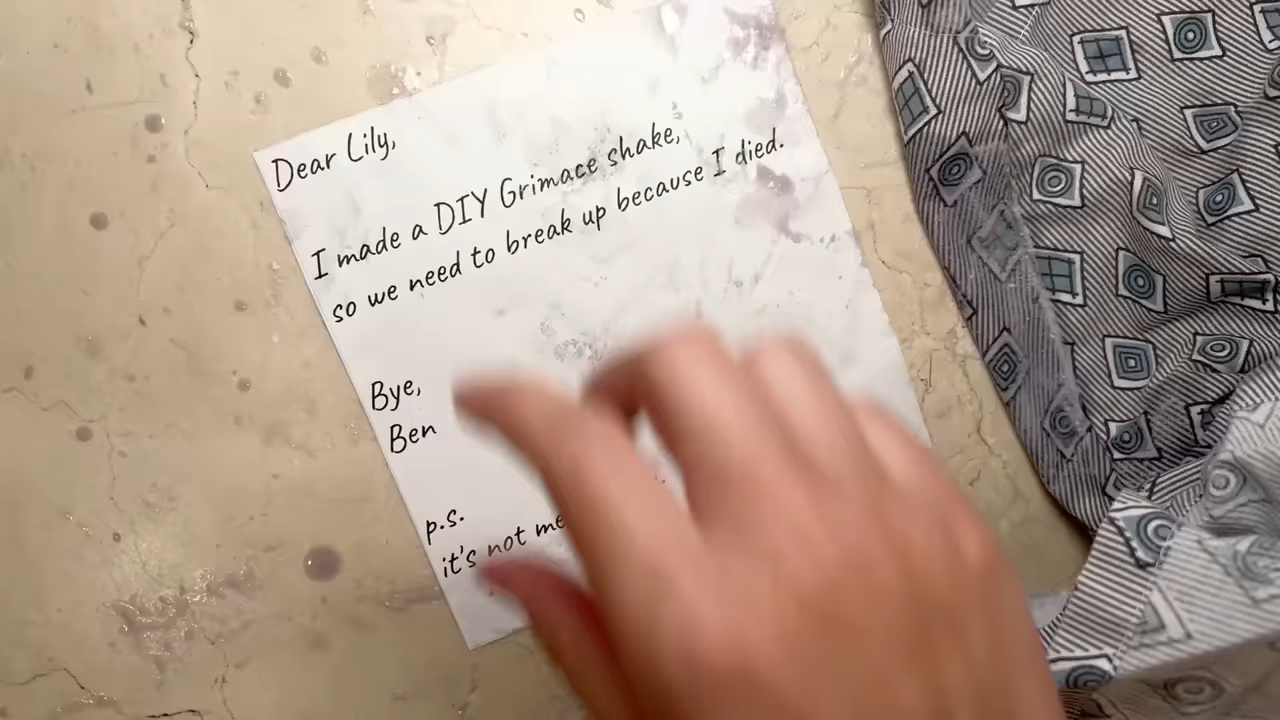 Dear Lily,
I made a DIY Grimace shake,
so we need to break up because I died.
Bye,
Ben
p.s.
it's not me